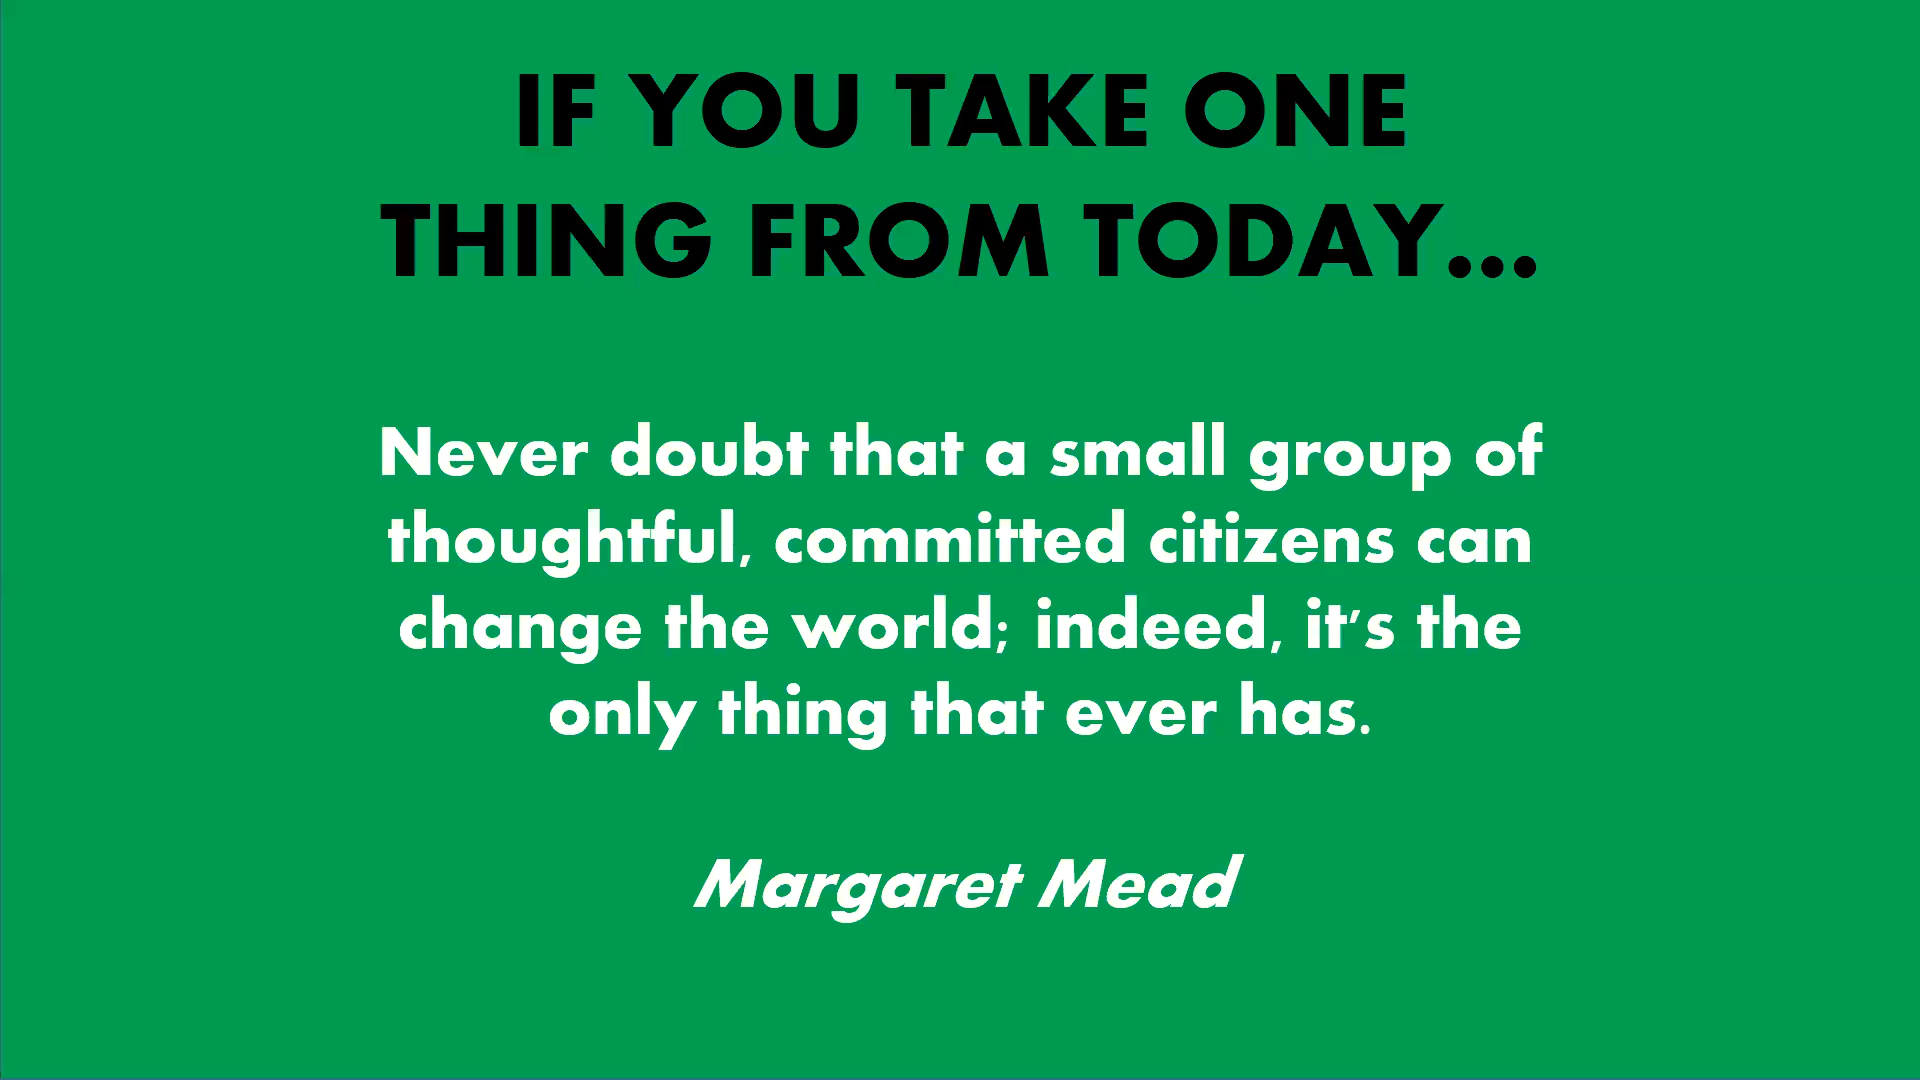 IF YOU TAKE ONE
THING FROM TODAY...
Never doubt that a small group of
thoughtful, committed citizens can
change the world; indeed, it's the
only thing that ever has.
Margaret Mead